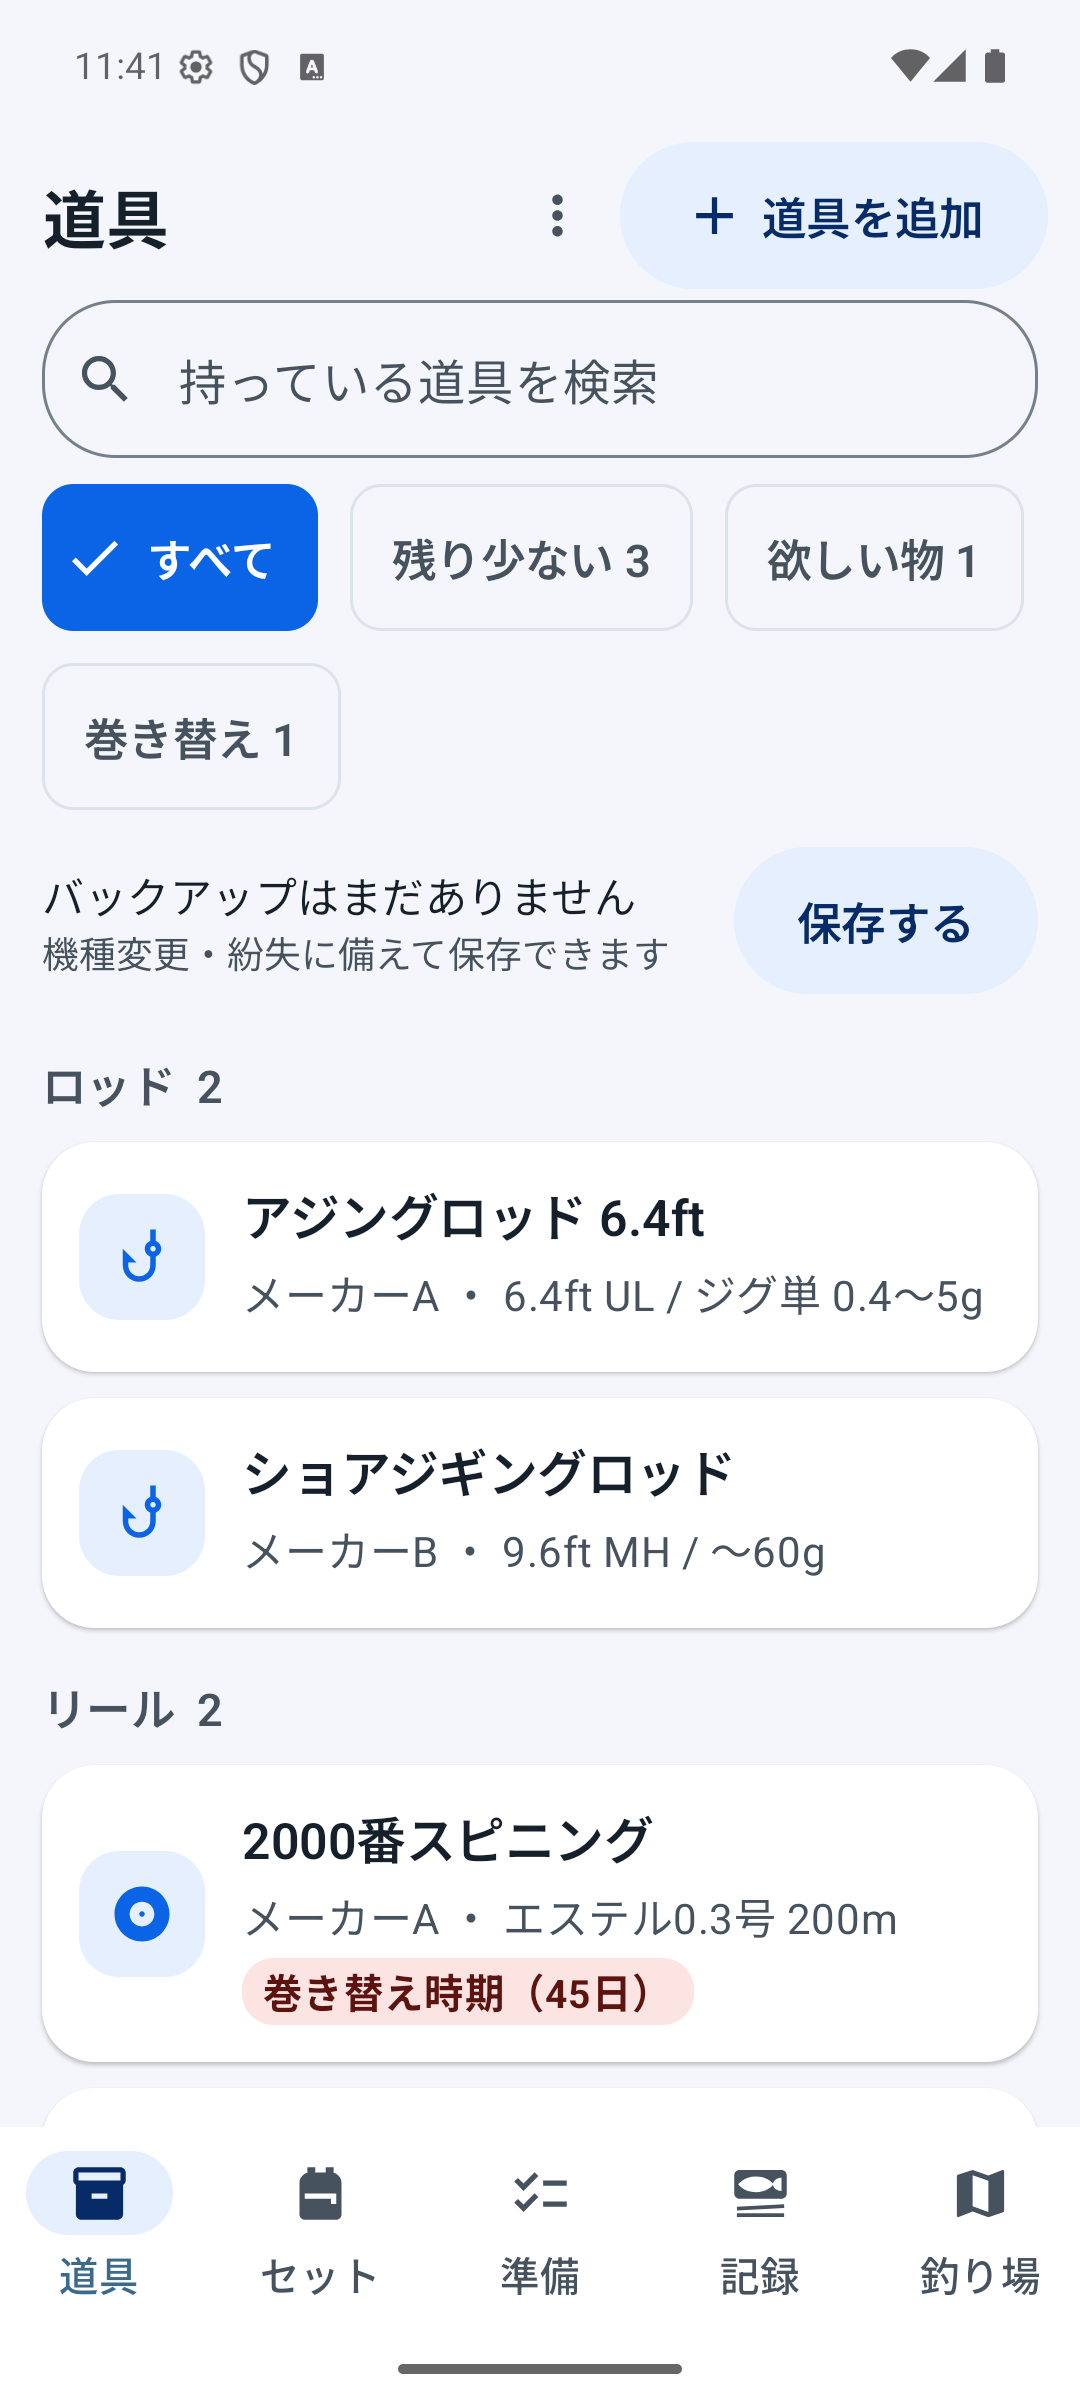 11:41
道具
道具を追加
持っている道具を検索
すべて
残り少ない 3
欲しい物 1
巻き替え 1
バックアップはまだありません
機種変更・紛失に備えて保存できます
保存する
ロッド 2
アジングロッド 6.4ft
メーカーA ・ 6.4ft UL / ジグ単 0.4〜5g
ショアジギングロッド
メーカーB ・ 9.6ft MH / 〜60g
リール 2
2000番スピニング
メーカーA ・ エステル0.3号 200m
巻き替え時期（45日）
道具
セット
準備
記録
釣り場